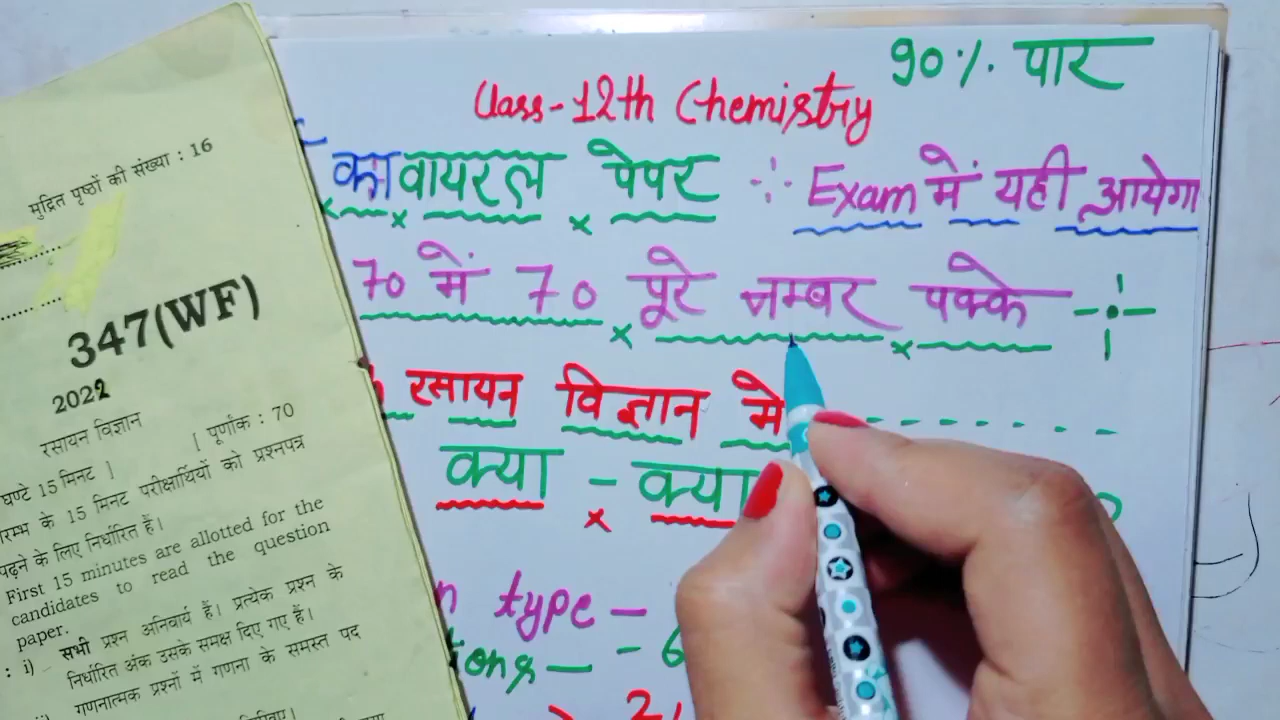 मुद्रित पृष्ठों की संख्या : 16
347(WF)
2022
रसायन विज्ञान
घण्टे 15 मिनट | | पूर्णांक : 70
के 15 मिनट परीक्षार्थियों को प्रश्नपत्र
पढ़ने के लिए निर्धारित हैं।
First 15 minutes are allotted for the
candidates to read the question
paper.
: i) सभी प्रश्न अनिवार्य हैं। प्रत्येक प्रश्न के
निर्धारित अंक उसके समक्ष दिए गए हैं।
गणनात्मक प्रश्नों में गणना के समस्त पद
90% पार
Class-12th Chemistry
का वायरल पेपर Exam में यही आयेगा
70 में 70 पूरे नम्बर पक्के
रसायन विज्ञान में
क्या - क्या
type -
- 6